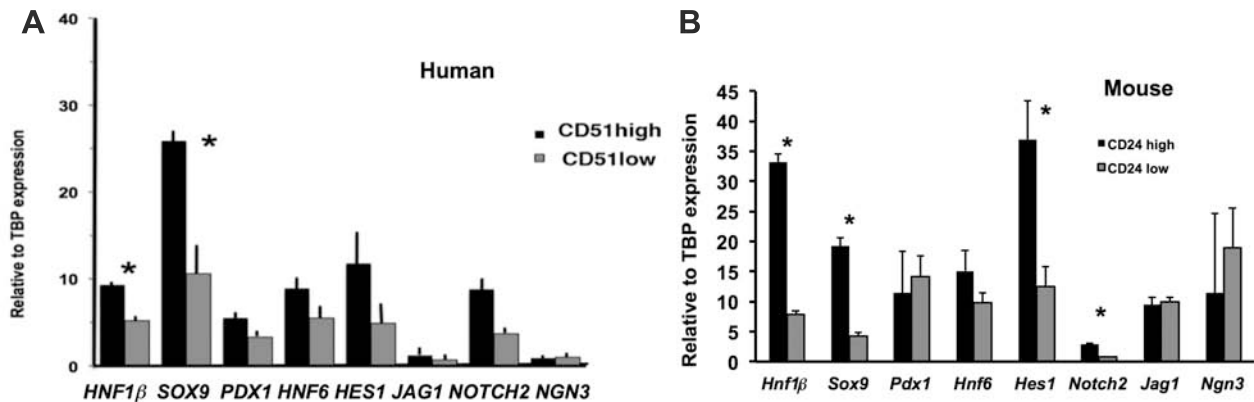 A
Human
CD51high
CD51low
Relative to TBP expression
40
30
20
10
0
*
*
HNF1β SOX9 PDX1 HNF6 HES1 JAG1 NOTCH2 NGN3
B
Mouse
CD24 high
CD24 low
Relative to TBP expression
45
40
35
30
25
20
15
10
5
0
*
*
*
*
Hnf1β Sox9 Pdx1 Hnf6 Hes1 Notch2 Jag1 Ngn3